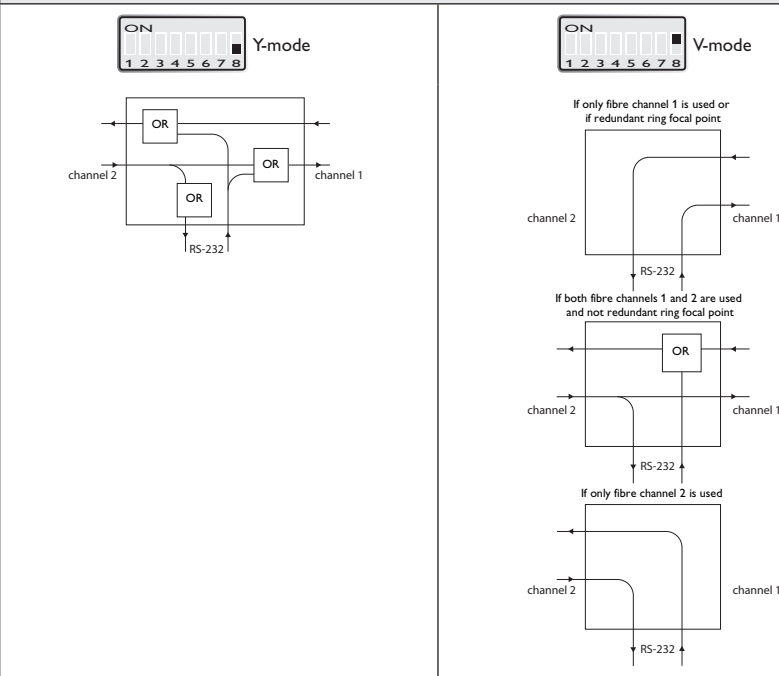 ON
1 2 3 4 5 6 7 8
Y-mode
OR
OR
channel 2
channel 1
OR
RS-232
ON
1 2 3 4 5 6 7 8
V-mode
If only fibre channel 1 is used or
if redundant ring focal point
channel 2
channel 1
RS-232
If both fibre channels 1 and 2 are used
and not redundant ring focal point
OR
channel 2
channel 1
RS-232
If only fibre channel 2 is used
channel 2
channel 1
RS-232